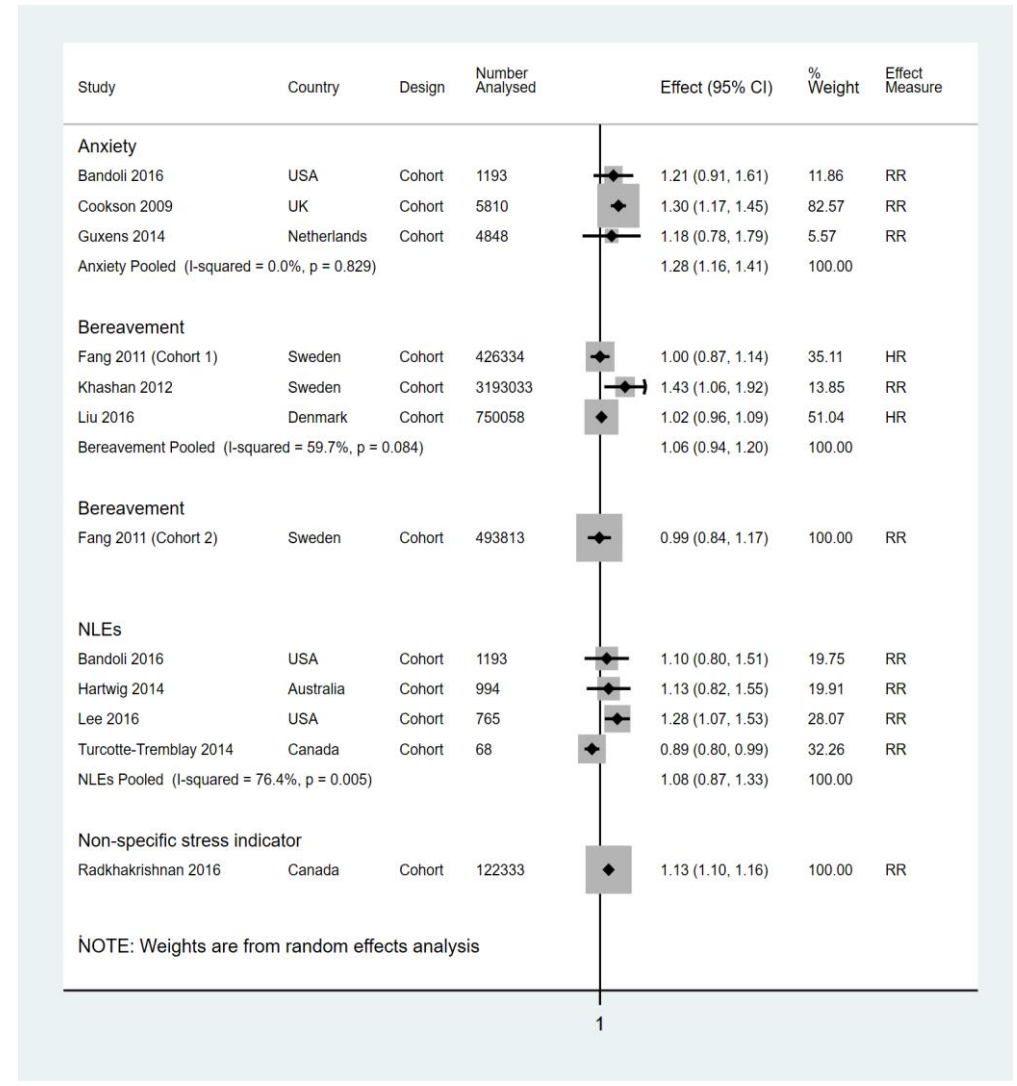 Study Country Design Number Analysed Effect (95% CI) % Weight Effect Measure
Anxiety
Bandoli 2016 USA Cohort 1193 1.21 (0.91, 1.61) 11.86 RR
Cookson 2009 UK Cohort 5810 1.30 (1.17, 1.45) 82.57 RR
Guxens 2014 Netherlands Cohort 4848 1.18 (0.78, 1.79) 5.57 RR
Anxiety Pooled (I-squared = 0.0%, p = 0.829) 1.28 (1.16, 1.41) 100.00
Bereavement
Fang 2011 (Cohort 1) Sweden Cohort 426334 1.00 (0.87, 1.14) 35.11 HR
Khashan 2012 Sweden Cohort 3193033 1.43 (1.06, 1.92) 13.85 RR
Liu 2016 Denmark Cohort 750058 1.02 (0.96, 1.09) 51.04 HR
Bereavement Pooled (I-squared = 59.7%, p = 0.084) 1.06 (0.94, 1.20) 100.00
Bereavement
Fang 2011 (Cohort 2) Sweden Cohort 493813 0.99 (0.84, 1.17) 100.00 RR
NLEs
Bandoli 2016 USA Cohort 1193 1.10 (0.80, 1.51) 19.75 RR
Hartwig 2014 Australia Cohort 994 1.13 (0.82, 1.55) 19.91 RR
Lee 2016 USA Cohort 765 1.28 (1.07, 1.53) 28.07 RR
Turcotte-Tremblay 2014 Canada Cohort 68 0.89 (0.80, 0.99) 32.26 RR
NLEs Pooled (I-squared = 76.4%, p = 0.005) 1.08 (0.87, 1.33) 100.00
Non-specific stress indicator
Radkhakrishnan 2016 Canada Cohort 122333 1.13 (1.10, 1.16) 100.00 RR
NOTE: Weights are from random effects analysis
1